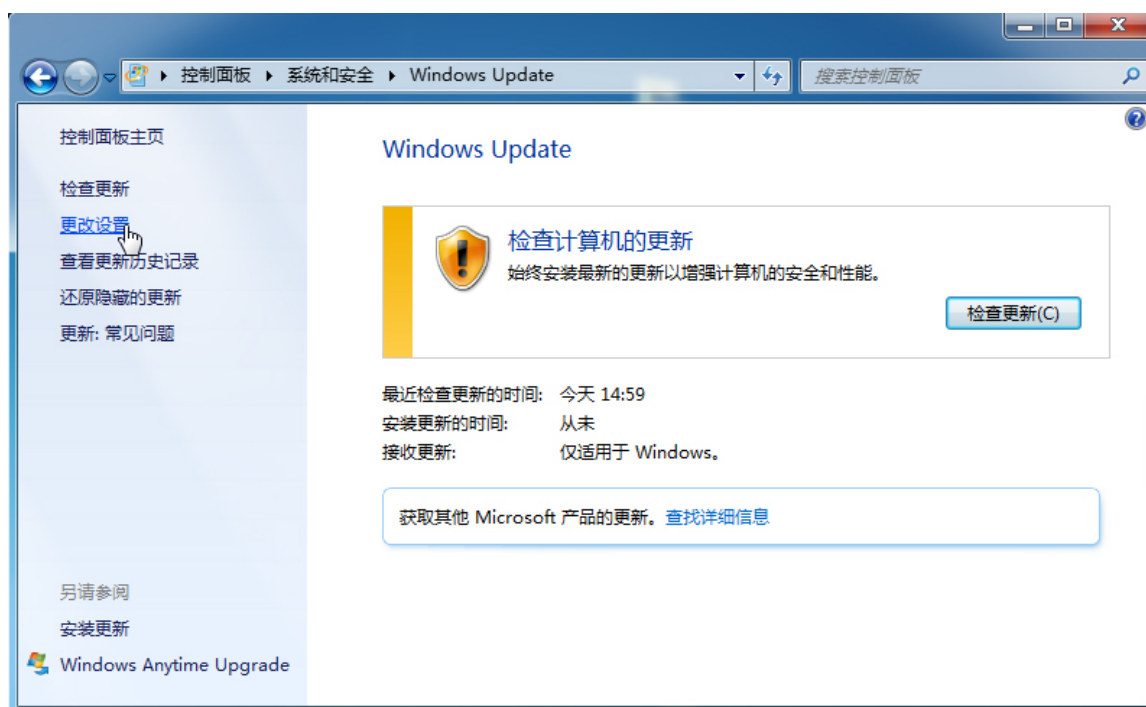 控制面板 ▸ 系统和安全 ▸ Windows Update
搜索控制面板
控制面板主页
检查更新
更改设置
查看更新历史记录
还原隐藏的更新
更新: 常见问题
另请参阅
安装更新
Windows Anytime Upgrade
Windows Update
检查计算机的更新
始终安装最新的更新以增强计算机的安全和性能。
检查更新(C)
最近检查更新的时间: 今天 14:59
安装更新的时间: 从未
接收更新: 仅适用于 Windows。
获取其他 Microsoft 产品的更新。查找详细信息